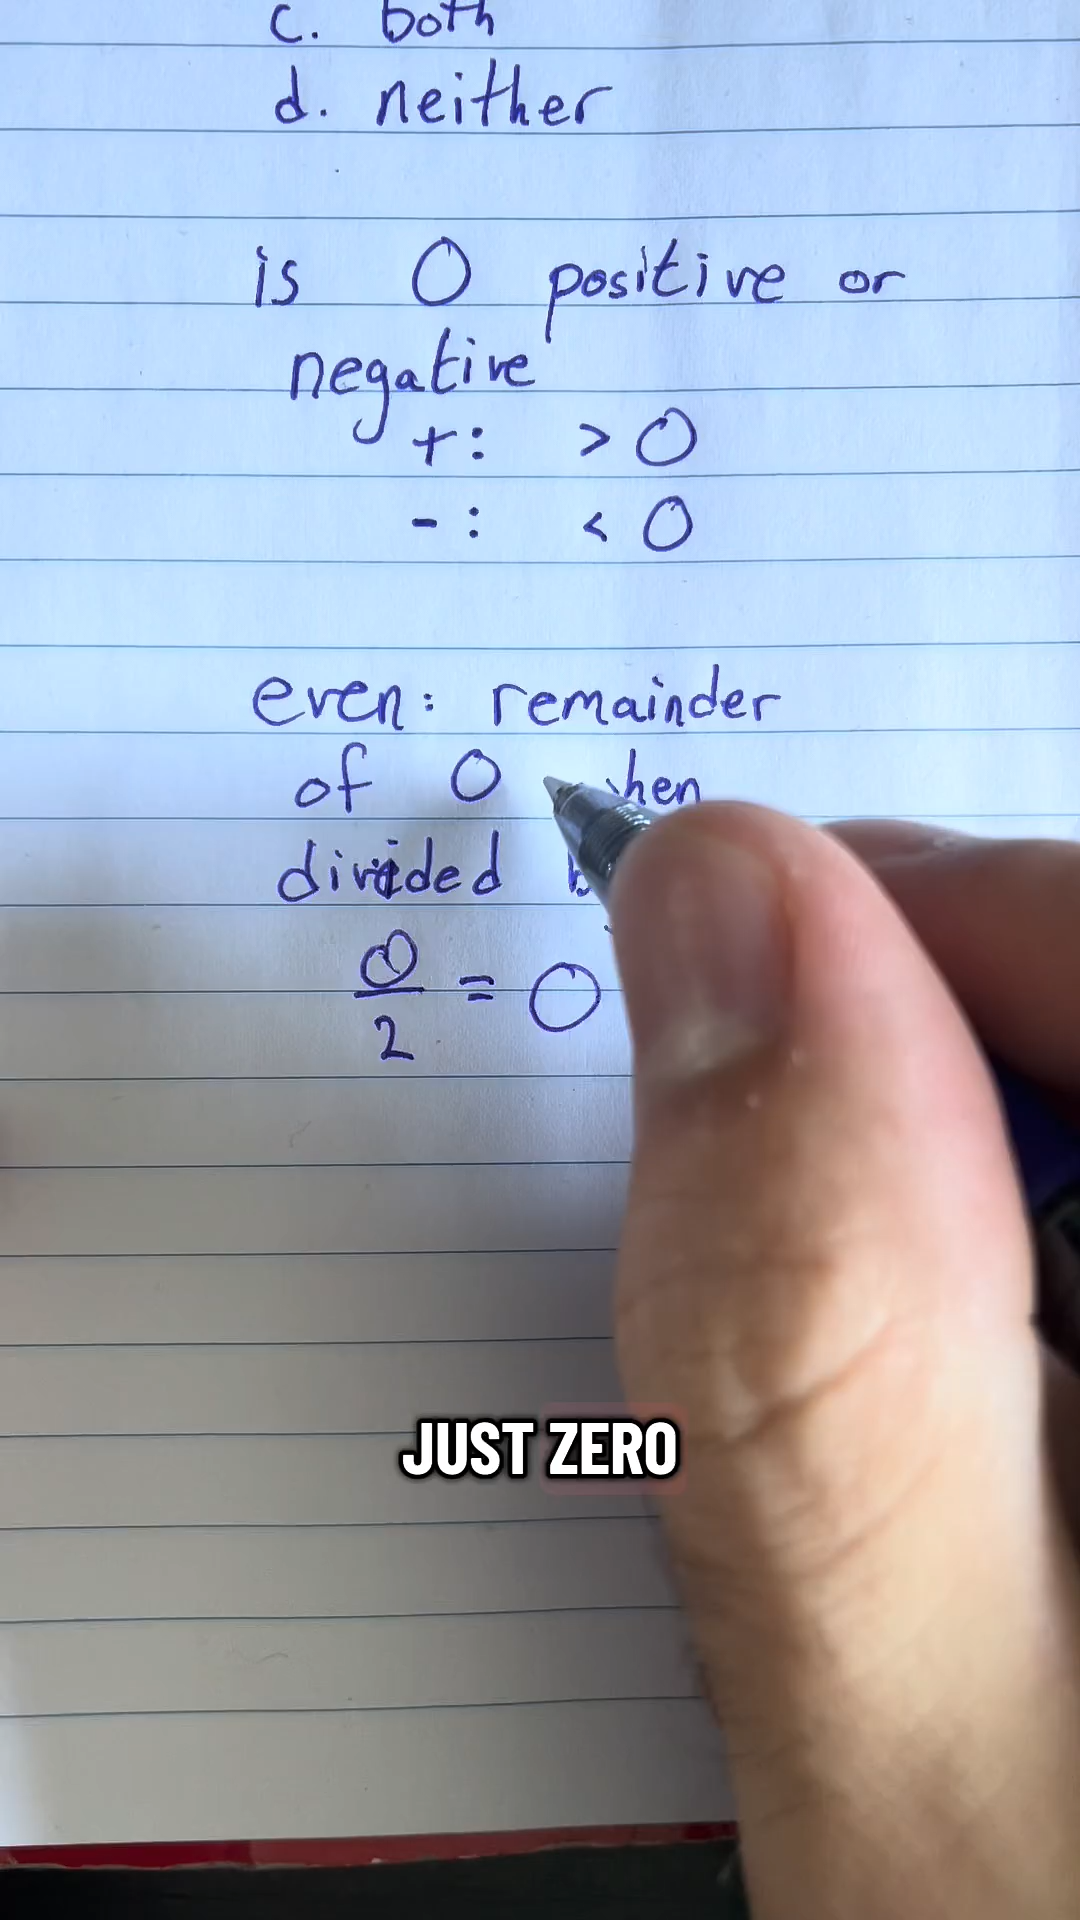 c. both
d. neither
is 0 positive or
negative
+: > 0
-: < 0
even: remainder
of 0 when
divided
0
2
= 0
JUST ZERO